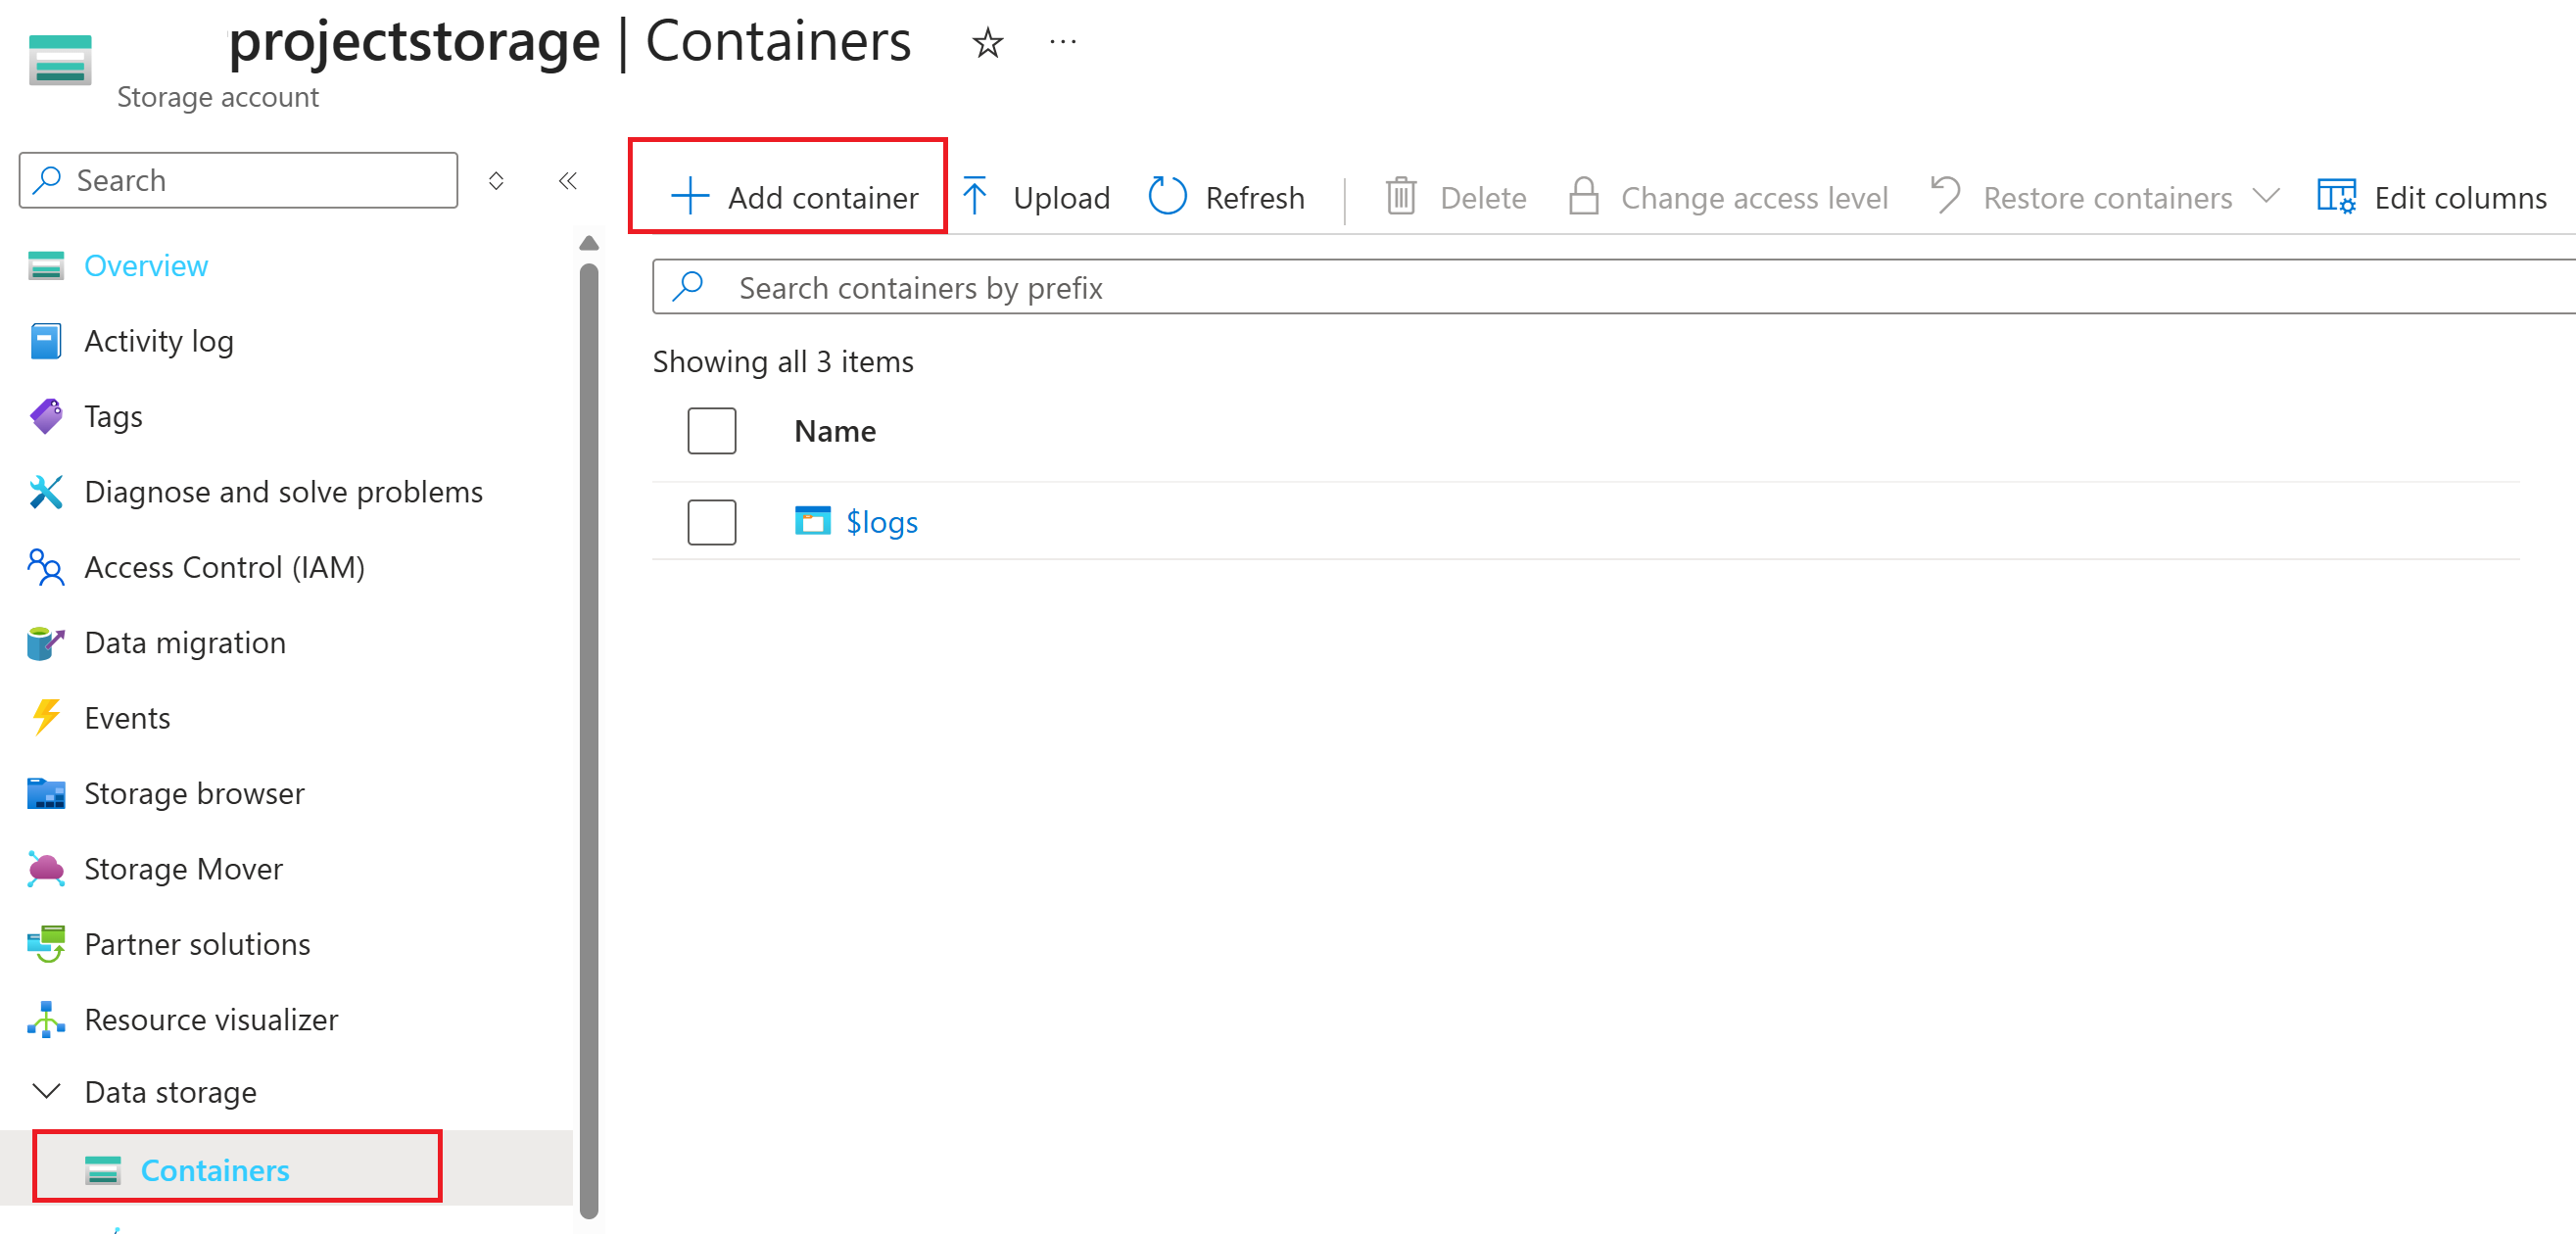 projectstorage | Containers
Storage account
Search
Add container
Upload
Refresh
Delete
Change access level
Restore containers
Edit columns
Overview
Activity log
Tags
Diagnose and solve problems
Access Control (IAM)
Data migration
Events
Storage browser
Storage Mover
Partner solutions
Resource visualizer
Data storage
Containers
Search containers by prefix
Showing all 3 items
Name
$logs